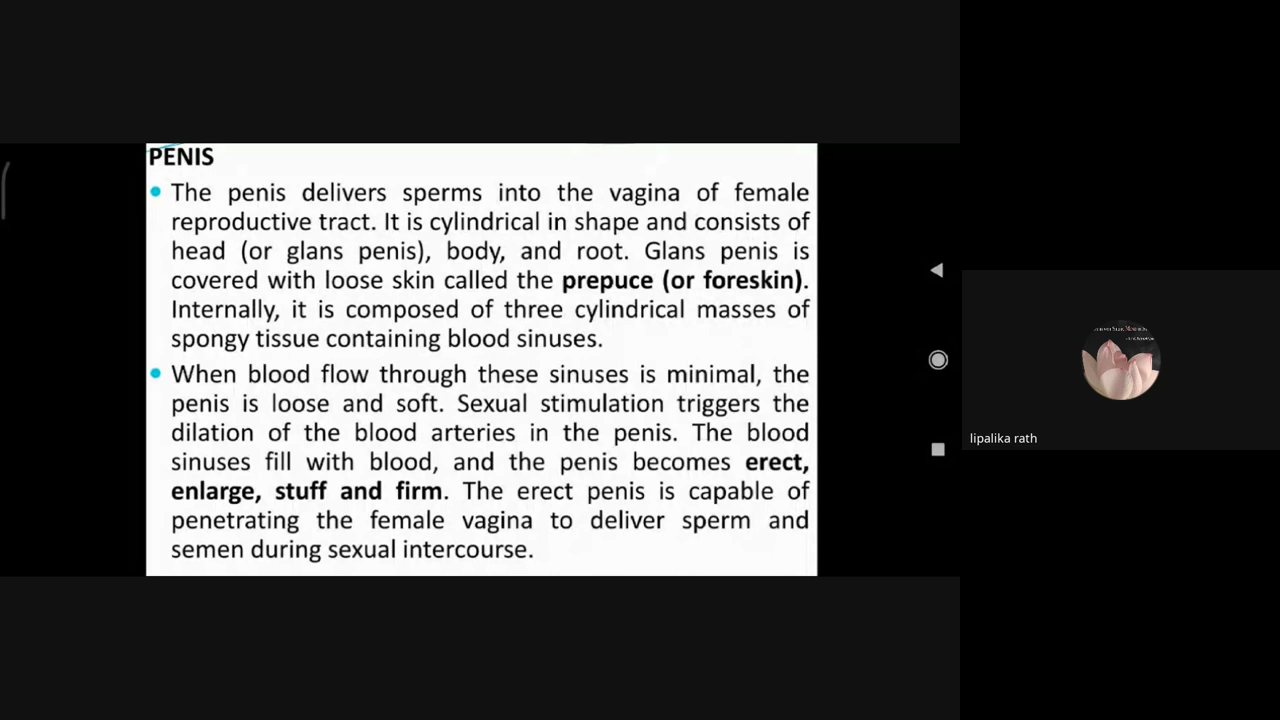 PENIS
The penis delivers sperms into the vagina of female
reproductive tract. It is cylindrical in shape and consists of
head (or glans penis), body, and root. Glans penis is
covered with loose skin called the prepuce (or foreskin).
Internally, it is composed of three cylindrical masses of
spongy tissue containing blood sinuses.
When blood flow through these sinuses is minimal, the
penis is loose and soft. Sexual stimulation triggers the
dilation of the blood arteries in the penis. The blood
sinuses fill with blood, and the penis becomes erect,
enlarge, stuff and firm. The erect penis is capable of
penetrating the female vagina to deliver sperm and
semen during sexual intercourse.
lipalika rath